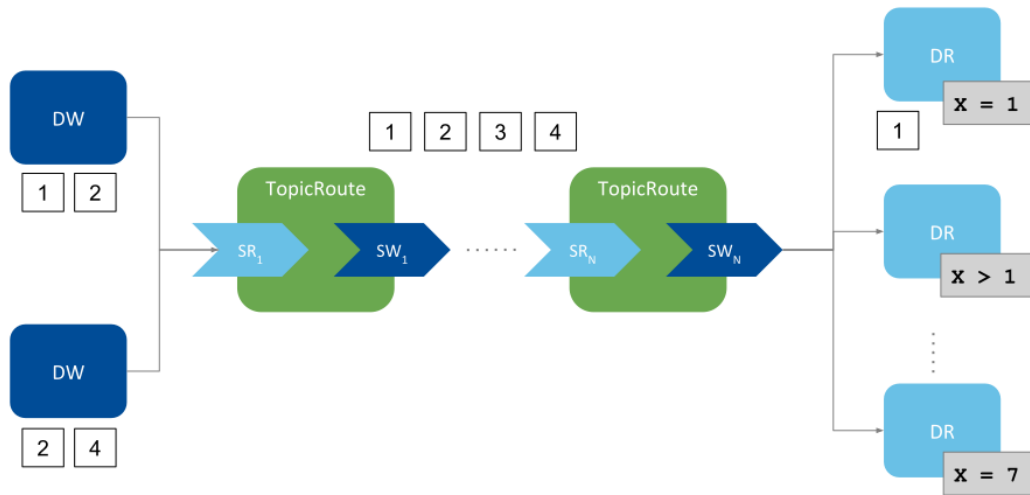 DW
1 2
DW
2 4
1 2 3 4
TopicRoute
SR1
SW1
TopicRoute
SRN
SWN
DR
X = 1
1
DR
X > 1
DR
X = 7